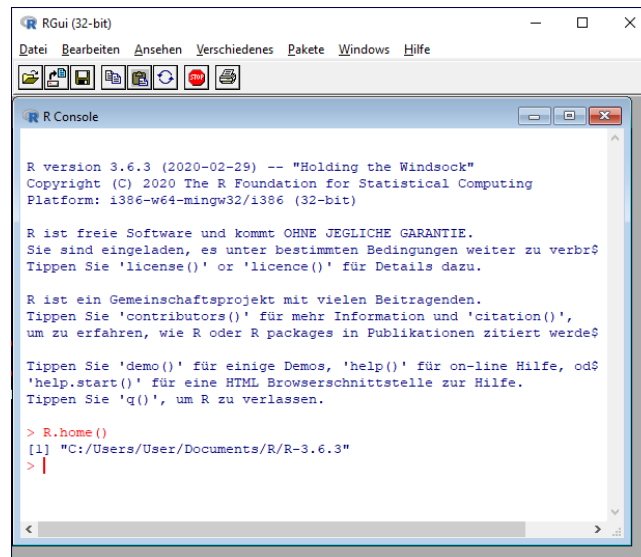 RGui (32-bit)
Datei Bearbeiten Ansehen Verschiedenes Pakete Windows Hilfe
STOP
R Console
R version 3.6.3 (2020-02-29) -- "Holding the Windsock"
Copyright (C) 2020 The R Foundation for Statistical Computing
Platform: i386-w64-mingw32/i386 (32-bit)
R ist freie Software und kommt OHNE JEGLICHE GARANTIE.
Sie sind eingeladen, es unter bestimmten Bedingungen weiter zu verbr$
Tippen Sie 'license()' or 'licence()' für Details dazu.
R ist ein Gemeinschaftsprojekt mit vielen Beitragenden.
Tippen Sie 'contributors()' für mehr Information und 'citation()',
um zu erfahren, wie R oder R packages in Publikationen zitiert werde$
Tippen Sie 'demo()' für einige Demos, 'help()' für on-line Hilfe, od$
'help.start()' für eine HTML Browserschnittstelle zur Hilfe.
Tippen Sie 'q()', um R zu verlassen.
> R.home()
[1] "C:/Users/User/Documents/R/R-3.6.3"
>